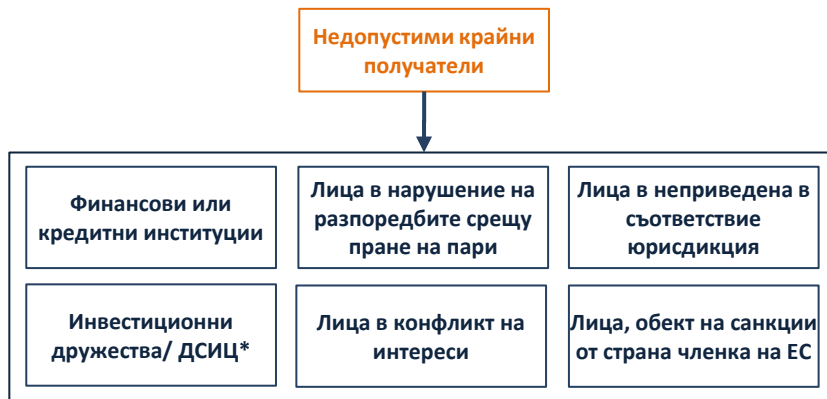 Недопустими крайни
получатели
Финансови или
кредитни институции
Лица в нарушение на
разпоредбите срещу
пране на пари
Лица в неприведена в
съответствие
юрисдикция
Инвестиционни
дружества/ ДСИЦ*
Лица в конфликт на
интереси
Лица, обект на санкции
от страна членка на ЕС